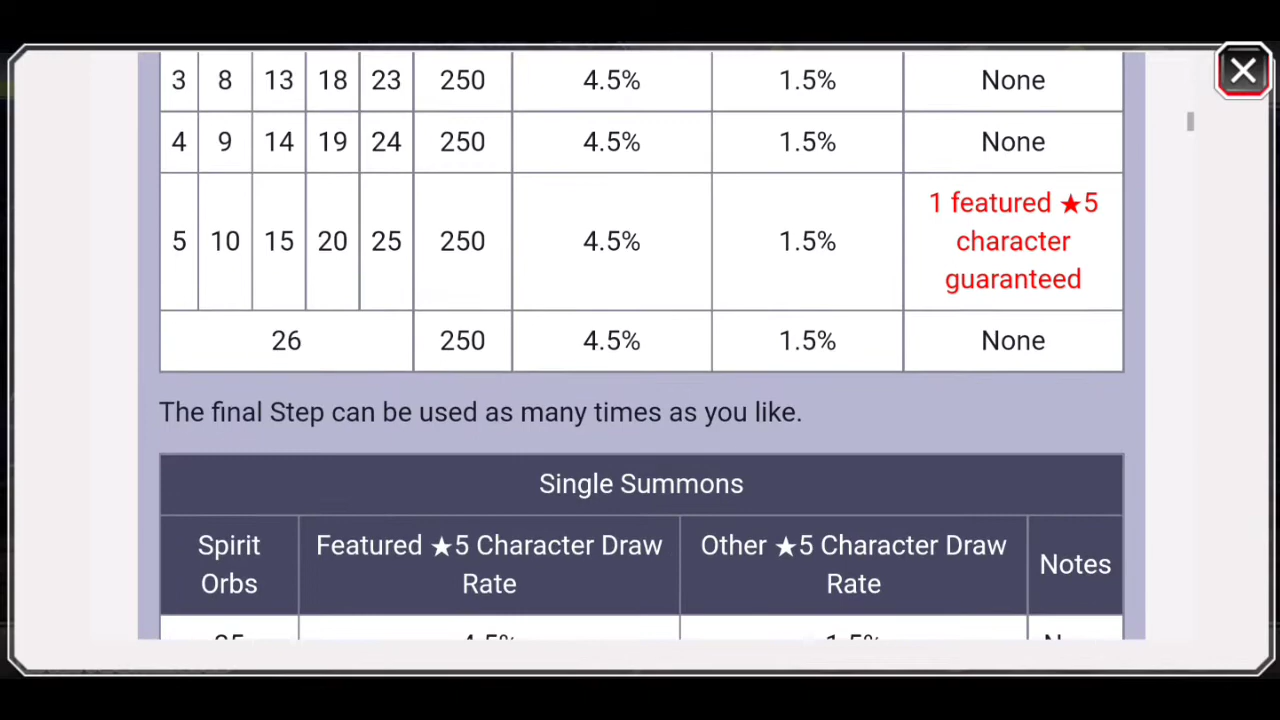 3 8 13 18 23 250 4.5% 1.5% None
4 9 14 19 24 250 4.5% 1.5% None
1 featured ★5
5 10 15 20 25 250 4.5% 1.5% character
guaranteed
26 250 4.5% 1.5% None
The final Step can be used as many times as you like.
Single Summons
Spirit Featured ★5 Character Draw Other ★5 Character Draw Notes
Orbs Rate Rate